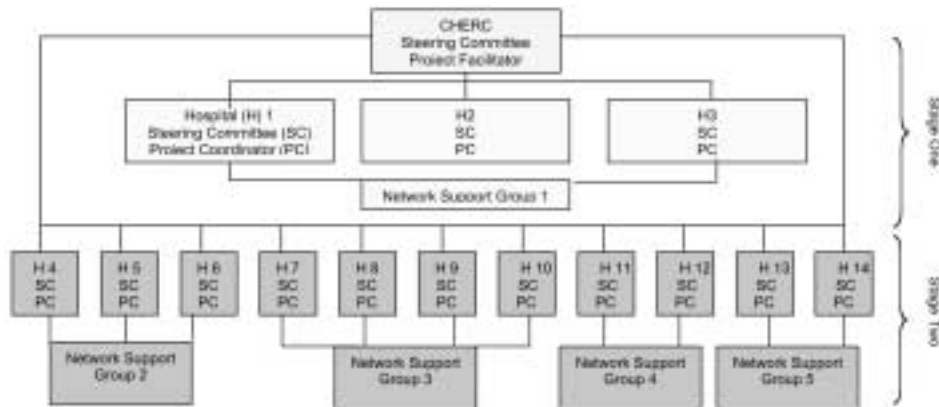 CHERC
Steering Committee
Project Facilitator
Hospital (H) 1
Steering Committee (SC)
Project Coordinator (PC)
H2
SC
PC
H3
SC
PC
Network Support Group 1
Stage One
H 4
SC
PC
H 5
SC
PC
H 6
SC
PC
H 7
SC
PC
H 8
SC
PC
H 9
SC
PC
H 10
SC
PC
H 11
SC
PC
H 12
SC
PC
H 13
SC
PC
H 14
SC
PC
Network Support
Group 2
Network Support
Group 3
Network Support
Group 4
Network Support
Group 5
Stage Two